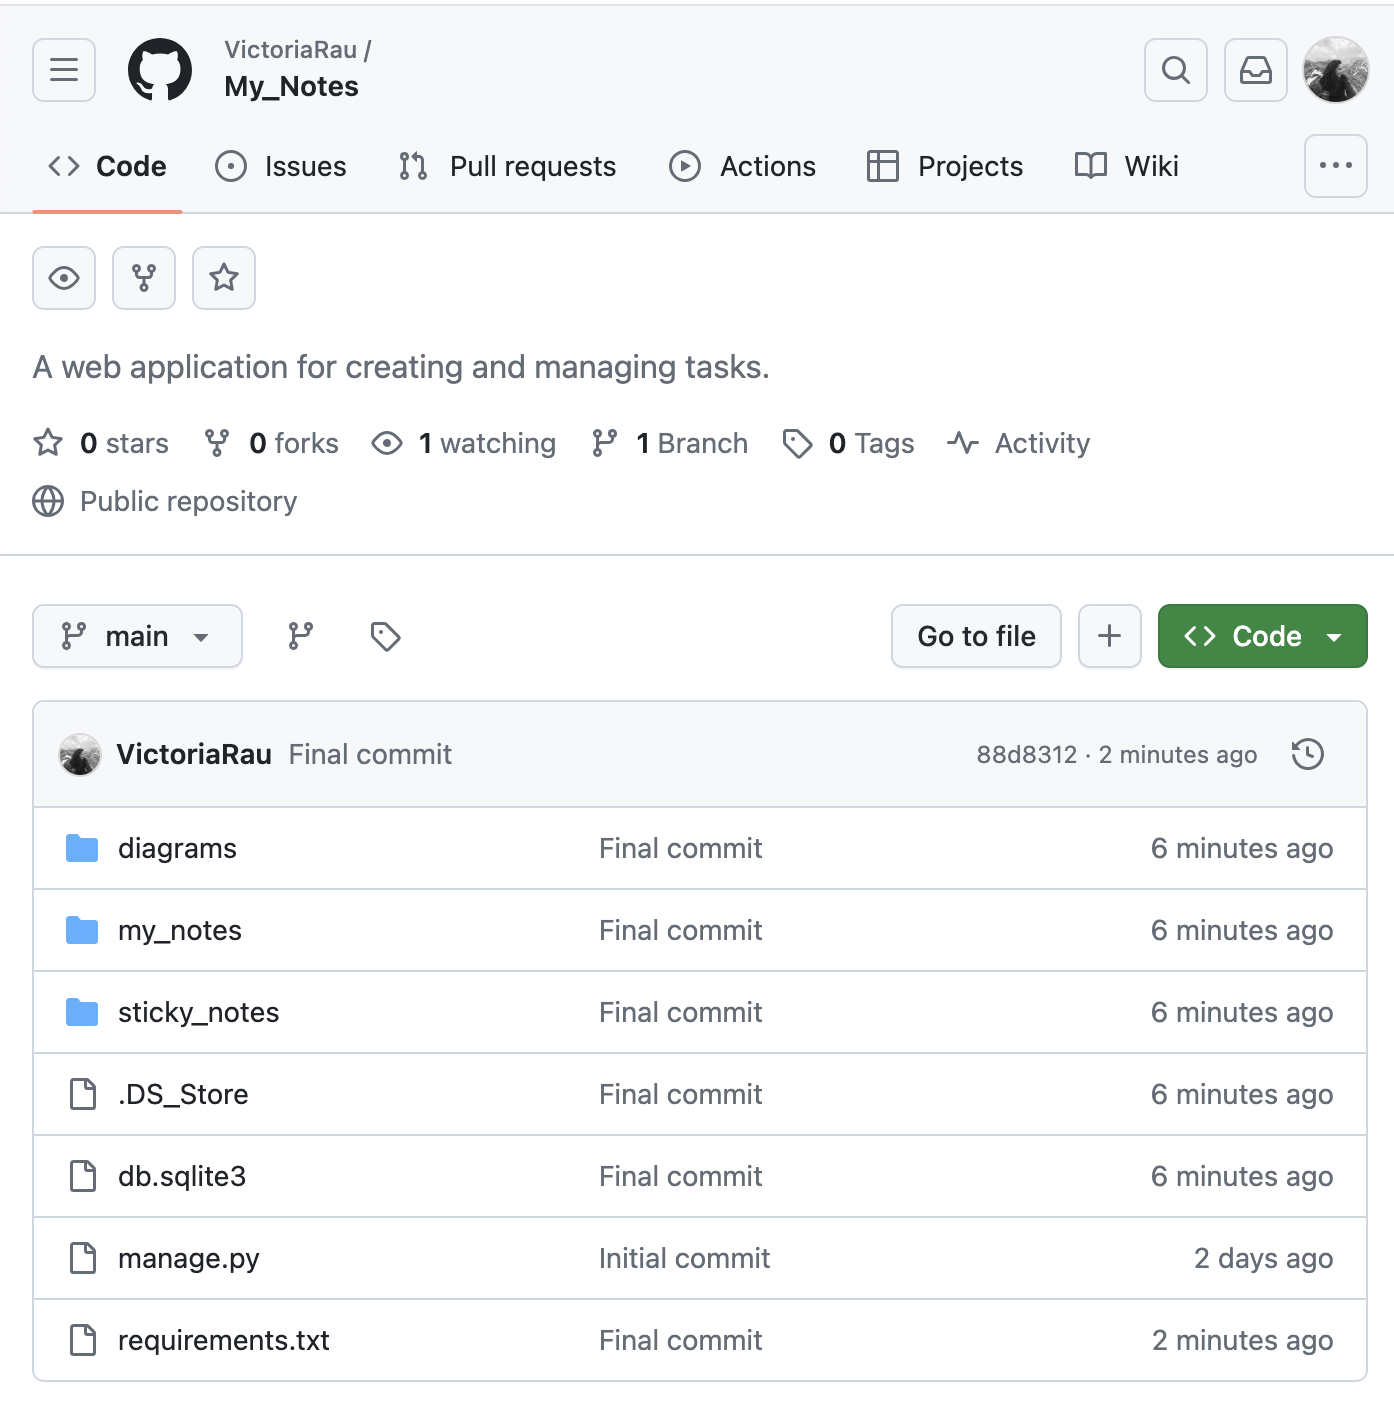 VictoriaRau /
My_Notes
Code Issues Pull requests Actions Projects Wiki
A web application for creating and managing tasks.
0 stars 0 forks 1 watching 1 Branch 0 Tags Activity
Public repository
main Go to file Code
VictoriaRau Final commit 88d8312 · 2 minutes ago
diagrams Final commit 6 minutes ago
my_notes Final commit 6 minutes ago
sticky_notes Final commit 6 minutes ago
.DS_Store Final commit 6 minutes ago
db.sqlite3 Final commit 6 minutes ago
manage.py Initial commit 2 days ago
requirements.txt Final commit 2 minutes ago